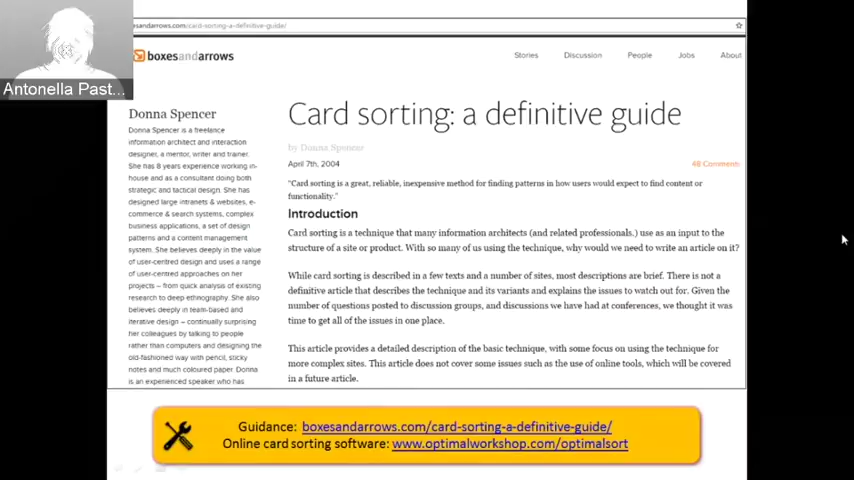 esandarrows.com/card-sorting-a-definitive-guide/
boxesandarrows
Stories Discussion People Jobs About
Antonella Past...
Donna Spencer
Donna Spencer is a freelance
information architect and interaction
designer, a mentor, writer and trainer.
She has 8 years experience working in-
house and as a consultant doing both
strategic and tactical design. She has
designed large intranets & websites, e-
commerce & search systems, complex
business applications, a set of design
patterns and a content management
system. She believes deeply in the value
of user-centred design and uses a range
of user-centred approaches on her
projects – from quick analysis of existing
research to deep ethnography. She also
believes deeply in team-based and
iterative design – continually surprising
her colleagues by talking to people
rather than computers and designing the
old-fashioned way with pencil, sticky
notes and much coloured paper. Donna
is an experienced speaker who has
Card sorting: a definitive guide
by Donna Spencer
April 7th, 2004
48 Comments
"Card sorting is a great, reliable, inexpensive method for finding patterns in how users would expect to find content or
functionality."
Introduction
Card sorting is a technique that many information architects (and related professionals.) use as an input to the
structure of a site or product. With so many of us using the technique, why would we need to write an article on it?
While card sorting is described in a few texts and a number of sites, most descriptions are brief. There is not a
definitive article that describes the technique and its variants and explains the issues to watch out for. Given the
number of questions posted to discussion groups, and discussions we have had at conferences, we thought it was
time to get all of the issues in one place.
This article provides a detailed description of the basic technique, with some focus on using the technique for
more complex sites. This article does not cover some issues such as the use of online tools, which will be covered
in a future article.
Guidance: boxesandarrows.com/card-sorting-a-definitive-guide/
Online card sorting software: www.optimalworkshop.com/optimalsort